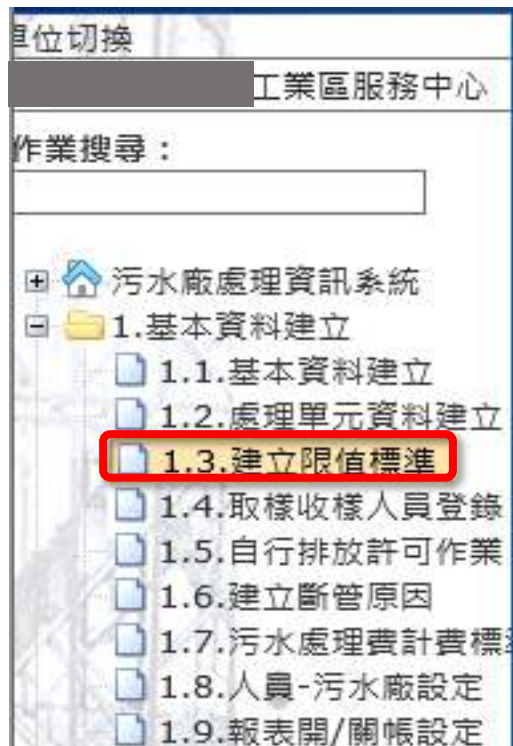 單位切換
工業區服務中心
作業搜尋：
污水廠處理資訊系統
1.基本資料建立
1.1.基本資料建立
1.2.處理單元資料建立
1.3.建立限值標準
1.4.取樣收樣人員登錄
1.5.自行排放許可作業
1.6.建立斷管原因
1.7.污水處理費計費標
1.8.人員-污水廠設定
1.9.報表開/關帳設定